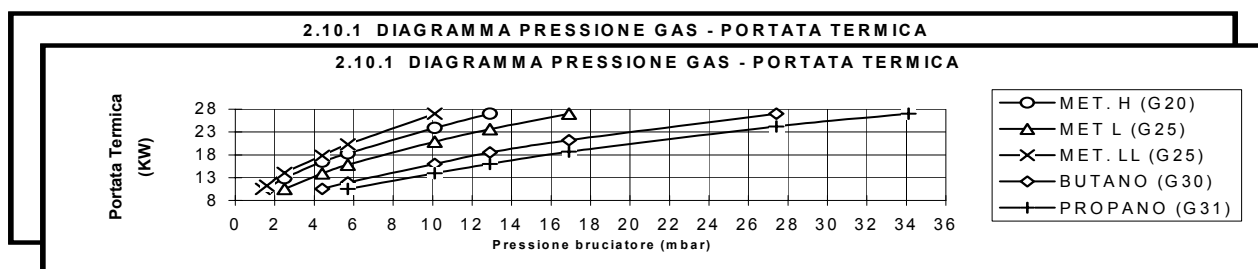 2.10.1 DIAGRAMMA PRESSIONE GAS - PORTATA TERMICA
2.10.1 DIAGRAMMA PRESSIONE GAS - PORTATA TERMICA
Portata Termica
(KW)
28
23
18
13
8
0 2 4 6 8 10 12 14 16 18 20 22 24 26 28 30 32 34 36
Pressione bruciatore (mbar)
MET. H (G20)
MET L (G25)
MET. LL (G25)
BUTANO (G30)
PROPANO (G31)